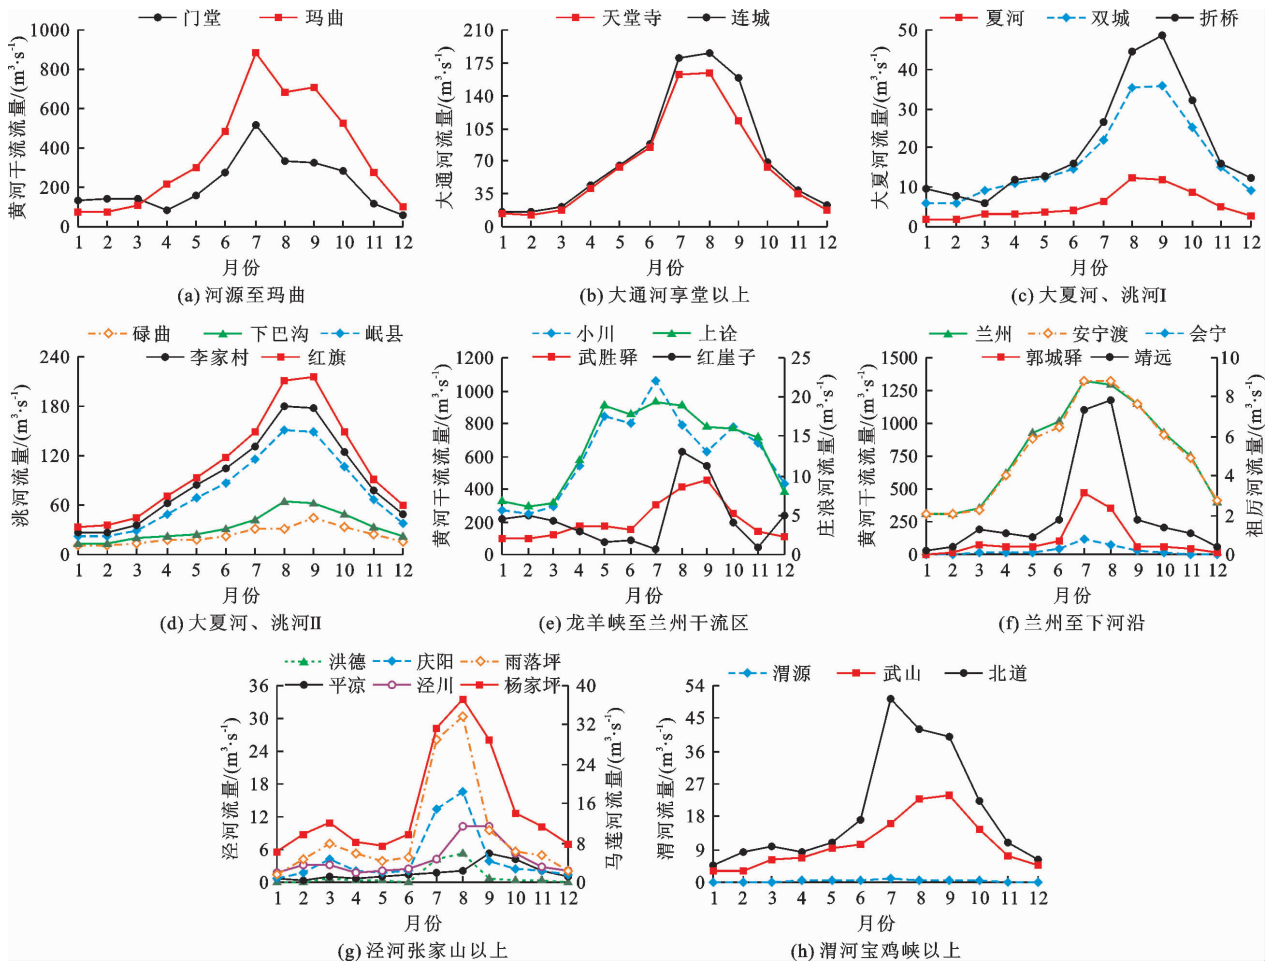 门堂 玛曲
黄河干流流量/(m³·s⁻¹)
1000
800
600
400
200
0
1 2 3 4 5 6 7 8 9 10 11 12
月份
(a) 河源至玛曲
天堂寺 连城
大通河流量/(m³·s⁻¹)
210
175
140
105
70
35
0
1 2 3 4 5 6 7 8 9 10 11 12
月份
(b) 大通河享堂以上
夏河 双城 折桥
大夏河流量/(m³·s⁻¹)
50
40
30
20
10
0
1 2 3 4 5 6 7 8 9 10 11 12
月份
(c) 大夏河、洮河I
碌曲 下巴沟 岷县
李家村 红旗
洮河流量/(m³·s⁻¹)
240
180
120
60
0
1 2 3 4 5 6 7 8 9 10 11 12
月份
(d) 大夏河、洮河II
小川 上诠
武胜驿 红崖子
黄河干流流量/(m³·s⁻¹)
1200
1000
800
600
400
200
0
25
20
15
10
5
0
庄浪河流量/(m³·s⁻¹)
1 2 3 4 5 6 7 8 9 10 11 12
月份
(e) 龙羊峡至兰州干流区
兰州 安宁渡 会宁
郭城驿 靖远
黄河干流流量/(m³·s⁻¹)
1500
1250
1000
750
500
250
0
10
8
6
4
2
0
祖厉河流量/(m³·s⁻¹)
1 2 3 4 5 6 7 8 9 10 11 12
月份
(f) 兰州至下河沿
洪德 庆阳 雨落坪
平凉 泾川 杨家坪
泾河流量/(m³·s⁻¹)
36
30
24
18
12
6
0
40
32
24
16
8
0
马莲河流量/(m³·s⁻¹)
1 2 3 4 5 6 7 8 9 10 11 12
月份
(g) 泾河张家山以上
渭源 武山 北道
渭河流量/(m³·s⁻¹)
54
45
36
27
18
9
0
1 2 3 4 5 6 7 8 9 10 11 12
月份
(h) 渭河宝鸡峡以上